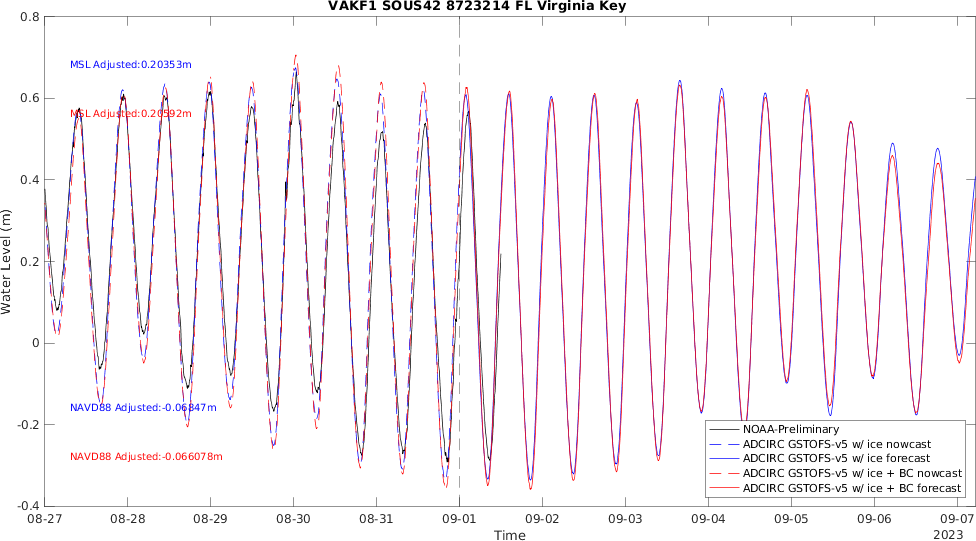 VAKF1 SOUS42 8723214 FL Virginia Key
0.8
0.6
0.4
0.2
0
-0.2
-0.4
Water Level (m)
MSL Adjusted:0.20353m
MSL Adjusted:0.20592m
NAVD88 Adjusted:-0.06847m
NAVD88 Adjusted:-0.066078m
NOAA-Preliminary
ADCIRC GSTOFS-v5 w/ ice nowcast
ADCIRC GSTOFS-v5 w/ ice forecast
ADCIRC GSTOFS-v5 w/ ice + BC nowcast
ADCIRC GSTOFS-v5 w/ ice + BC forecast
08-27 08-28 08-29 08-30 08-31 09-01 09-02 09-03 09-04 09-05 09-06 09-07
Time
2023